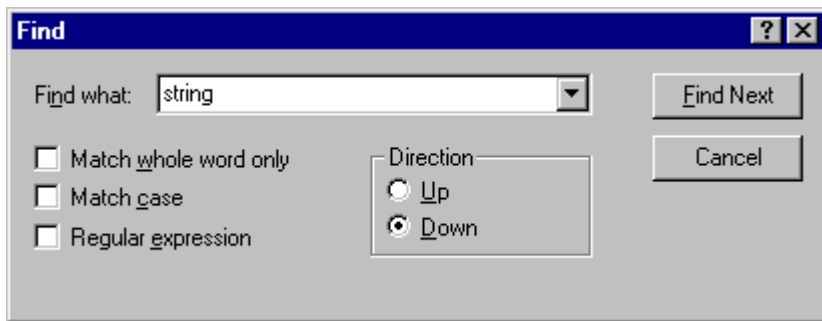 Find
Find what: string
Find Next
Match whole word only
Match case
Regular expression
Direction
Up
Down
Cancel